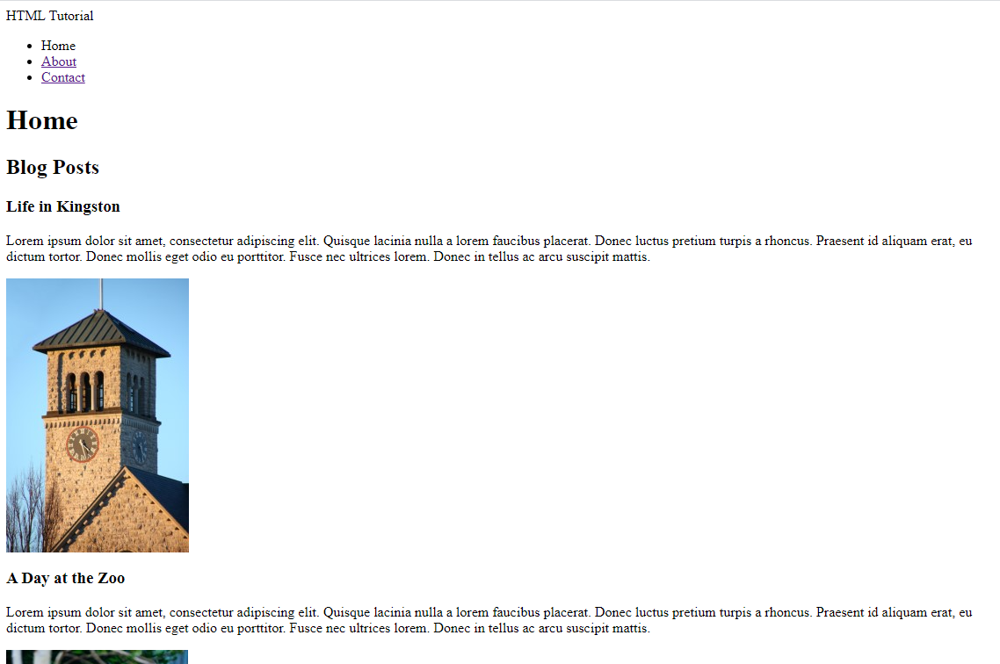 HTML Tutorial
Home
About
Contact
Home
Blog Posts
Life in Kingston
Lorem ipsum dolor sit amet, consectetur adipiscing elit. Quisque lacinia nulla a lorem faucibus placerat. Donec luctus pretium turpis a rhoncus. Praesent id aliquam erat, eu
dictum tortor. Donec mollis eget odio eu porttitor. Fusce nec ultrices lorem. Donec in tellus ac arcu suscipit mattis.
A Day at the Zoo
Lorem ipsum dolor sit amet, consectetur adipiscing elit. Quisque lacinia nulla a lorem faucibus placerat. Donec luctus pretium turpis a rhoncus. Praesent id aliquam erat, eu
dictum tortor. Donec mollis eget odio eu porttitor. Fusce nec ultrices lorem. Donec in tellus ac arcu suscipit mattis.